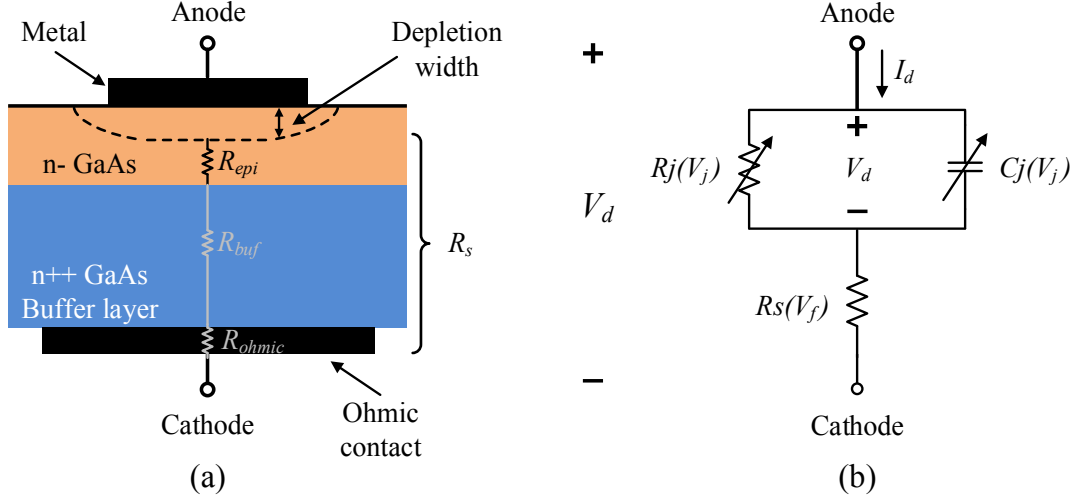 Anode
Metal
Depletion
width
n- GaAs
R_epi
R_buf
n++ GaAs
Buffer layer
R_ohmic
R_s
Cathode
Ohmic
contact
(a)
Anode
+
I_d
+
Rj(V_j)
V_d
Cj(V_j)
V_d
−
Rs(V_f)
−
Cathode
(b)